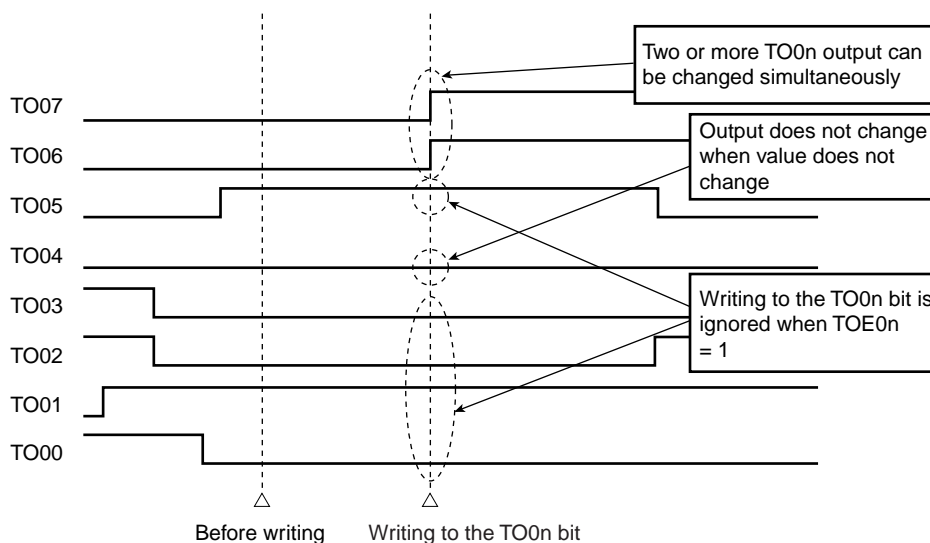 Two or more TO0n output can
be changed simultaneously
TO07
Output does not change
when value does not
change
TO06
TO05
TO04
TO03
Writing to the TO0n bit is
ignored when TOE0n
= 1
TO02
TO01
TO00
Before writing
Writing to the TO0n bit